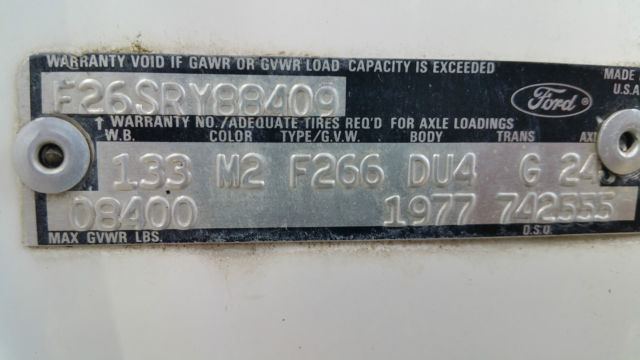 WARRANTY VOID IF GAWR OR GVWR LOAD CAPACITY IS EXCEEDED
F26SRY88409
Ford
MADE
U.S.A
↑ WARRANTY NO./ADEQUATE TIRES REQ'D FOR AXLE LOADINGS
W.B. COLOR TYPE/G.V.W. BODY TRANS AXL
133 M2 F266 DU4 G 24
08400 1977 742555
MAX GVWR LBS. D.S.O.